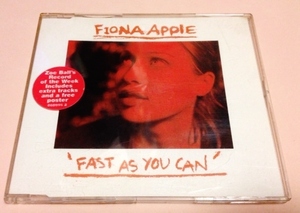 FIONA APPLE
Zoe Ball's
Record
of the Week
Includes
extra tracks
and a free
poster
'FAST AS YOU CAN'